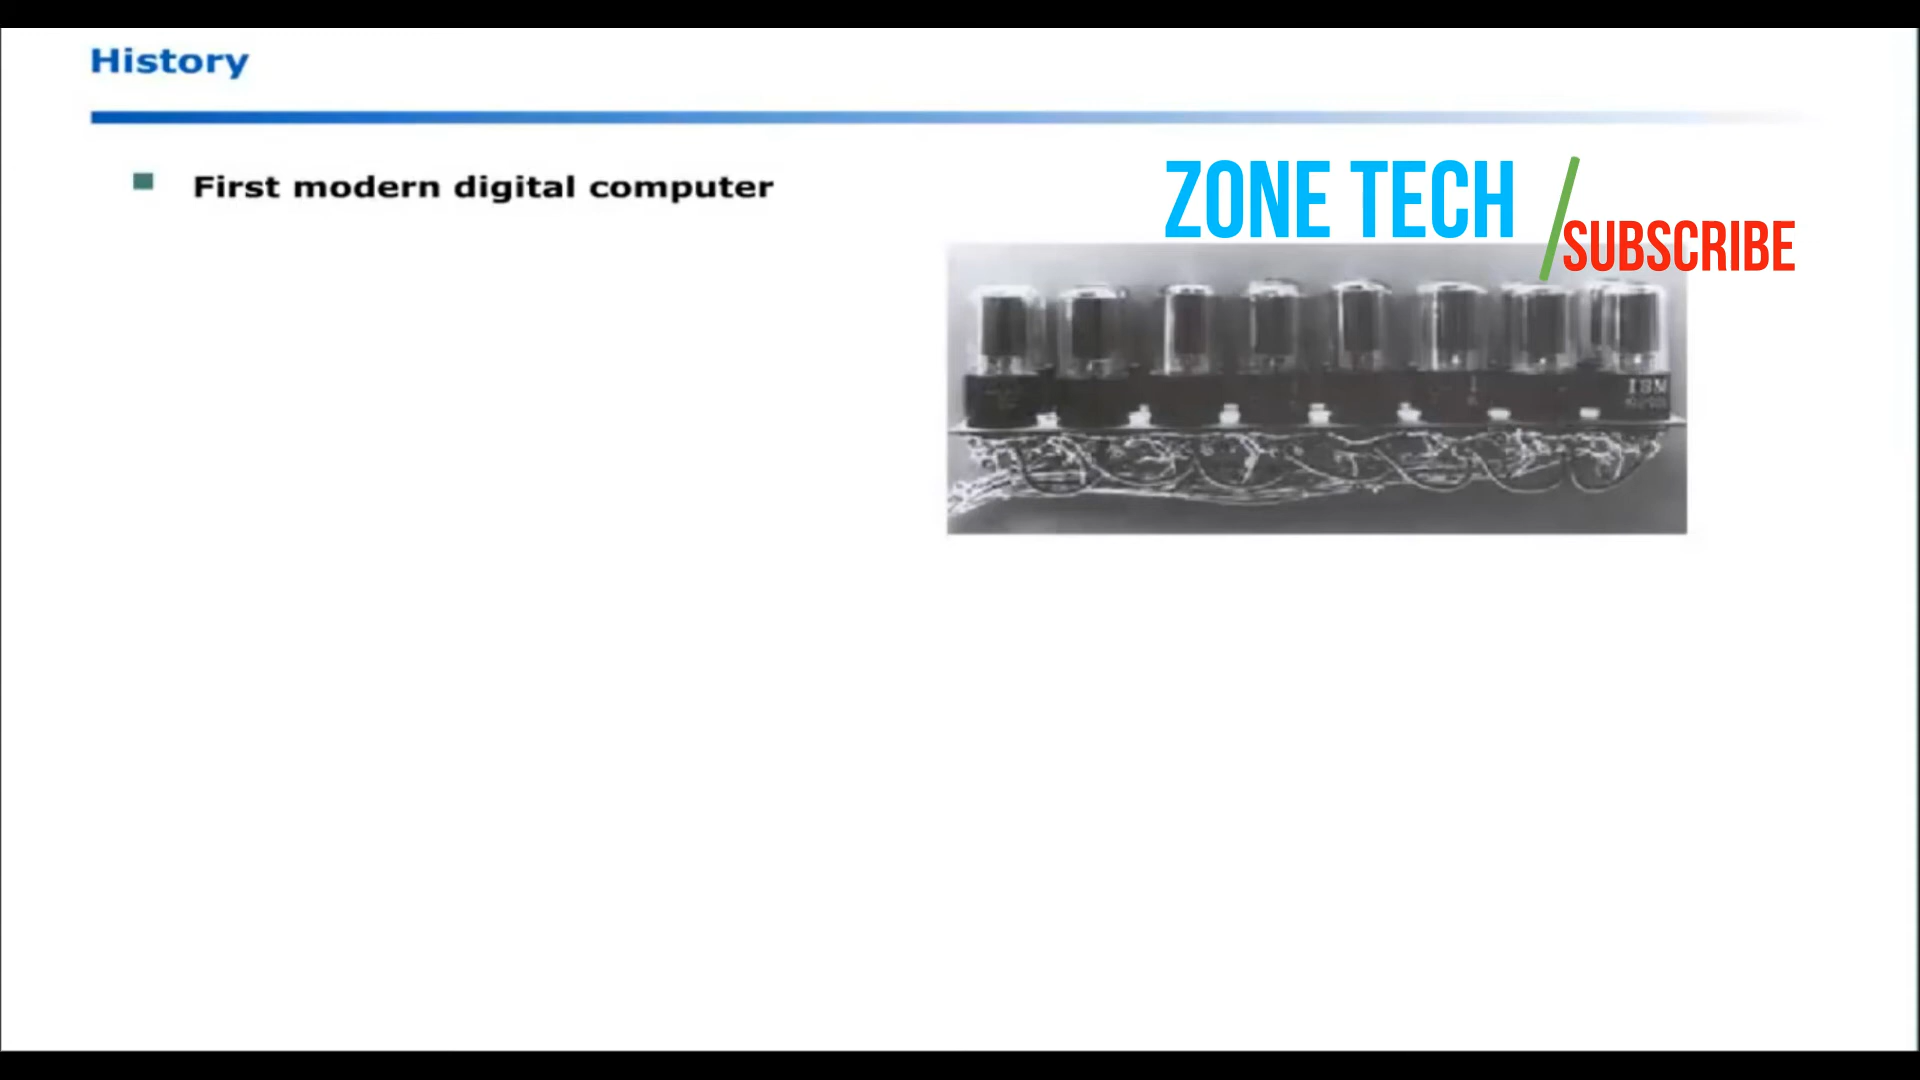 History
First modern digital computer
ZONE TECH
SUBSCRIBE
IBM